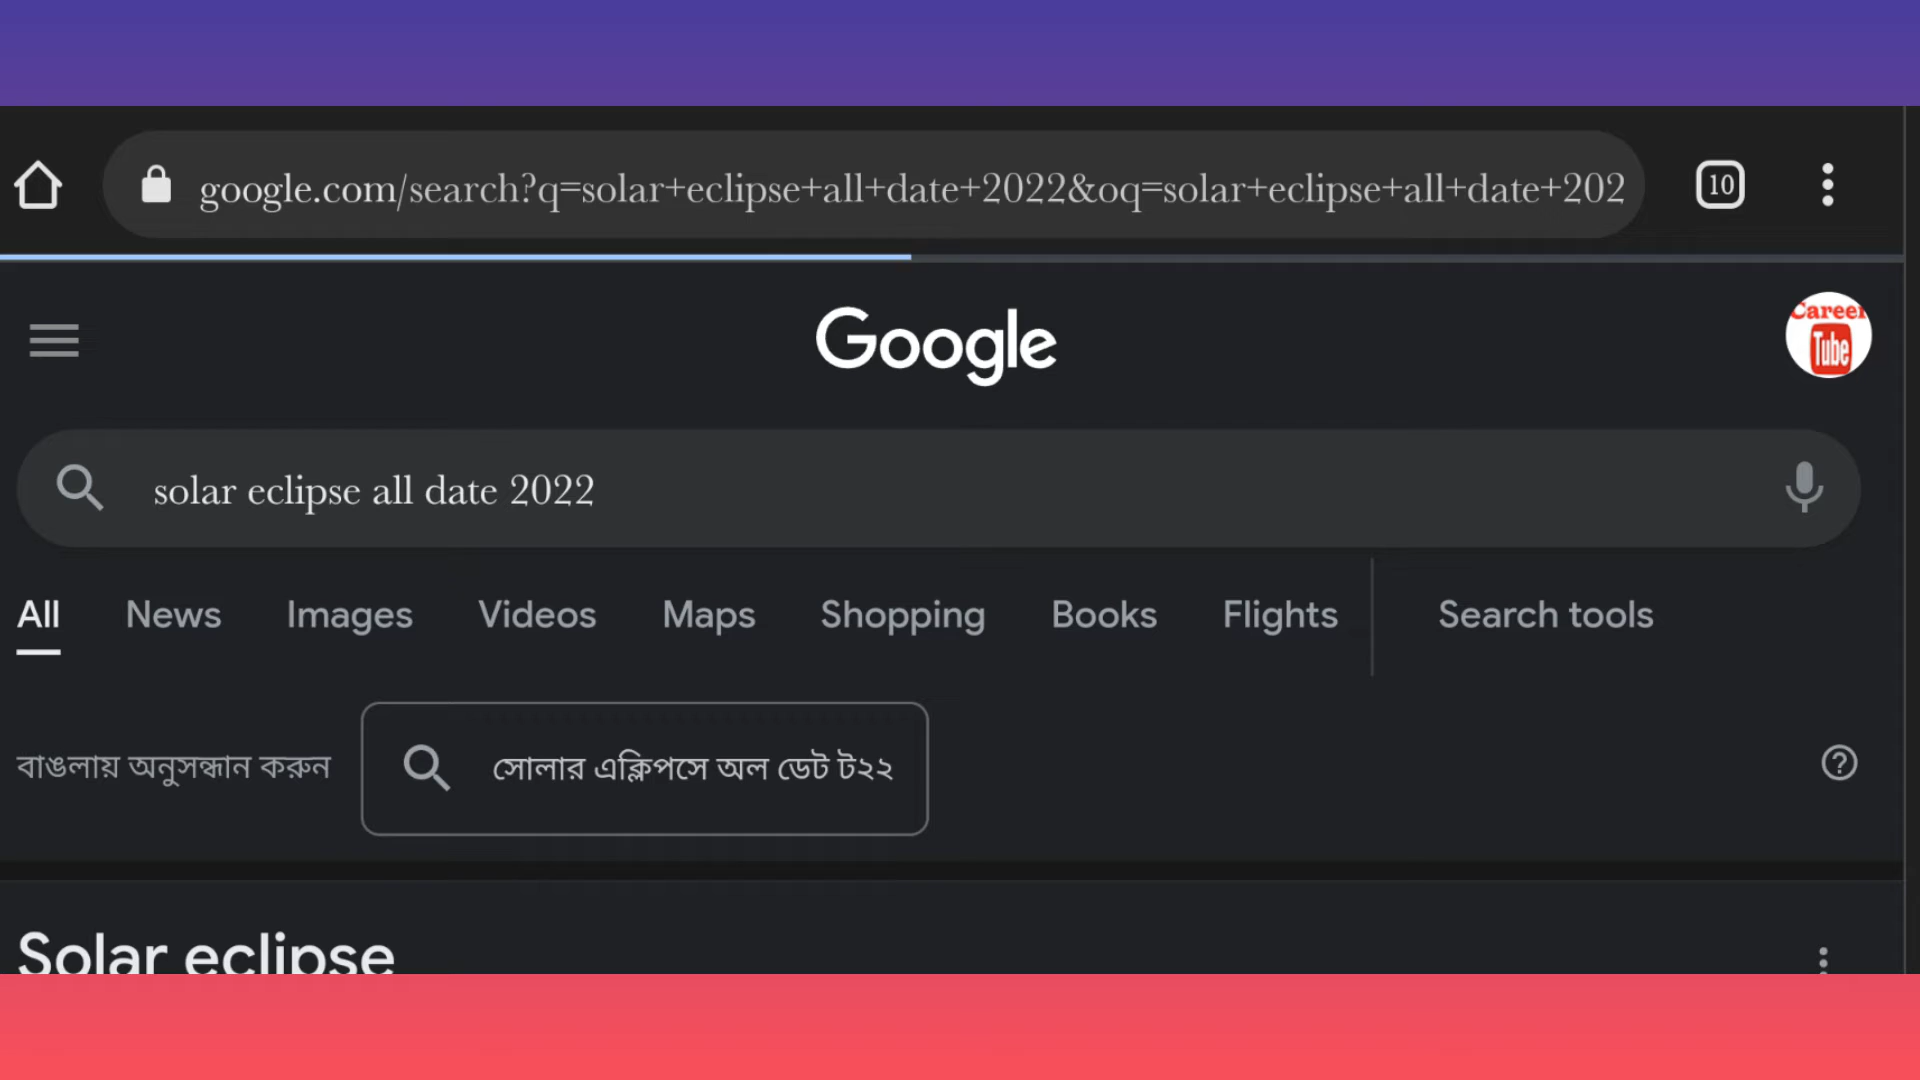 google.com/search?q=solar+eclipse+all+date+2022&oq=solar+eclipse+all+date+202
10
Google
Career
Tube
solar eclipse all date 2022
All News Images Videos Maps Shopping Books Flights Search tools
বাঙলায় অনুসন্ধান করুন সোলার এক্লিপসে অল ডেট ট২২
Solar eclipse